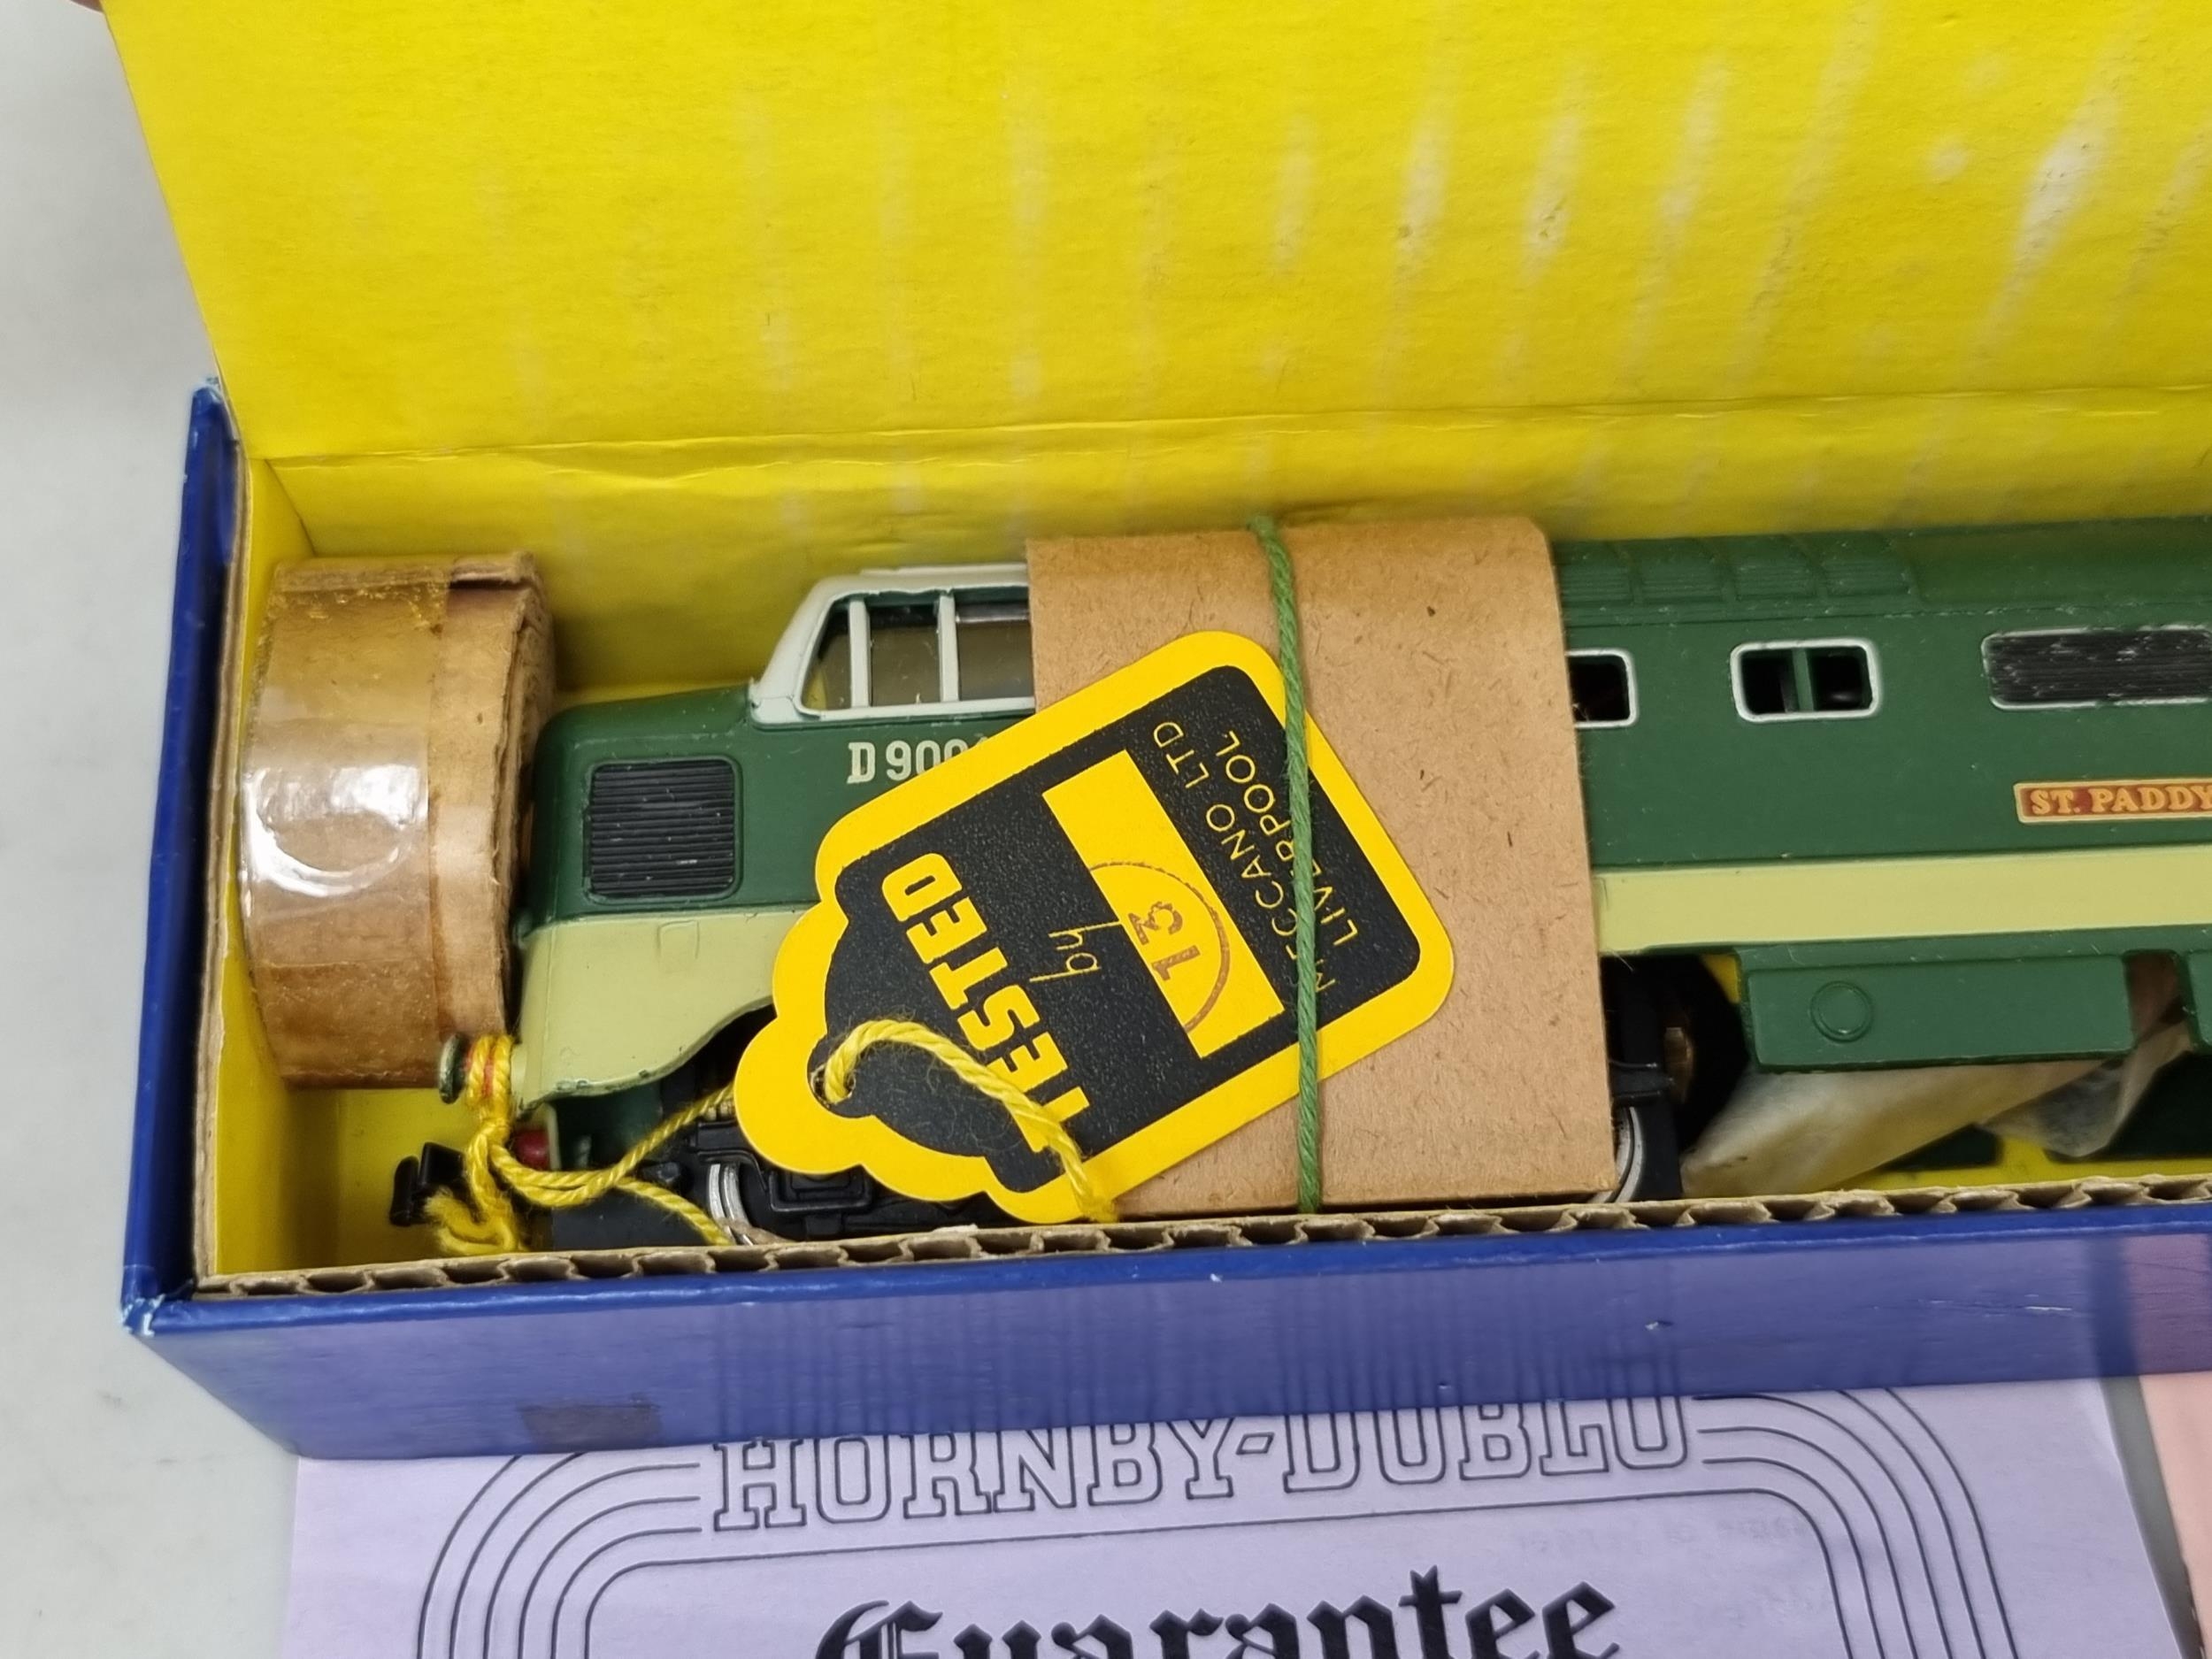 D 900
ST. PADDY
TESTED
by
13
MECCANO LTD
LIVERPOOL
HORNBY-DUBLO
Guarantee